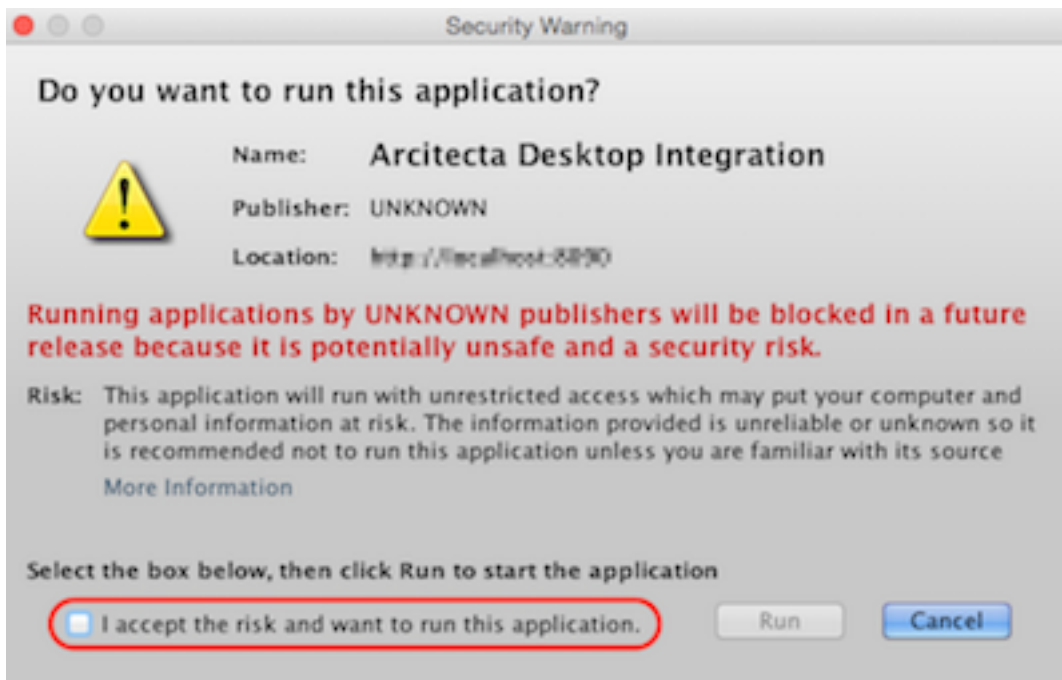 Security Warning
Do you want to run this application?
Name: Arcitecta Desktop Integration
Publisher: UNKNOWN
Location: http://localhost:8090
Running applications by UNKNOWN publishers will be blocked in a future
release because it is potentially unsafe and a security risk.
Risk: This application will run with unrestricted access which may put your computer and
personal information at risk. The information provided is unreliable or unknown so it
is recommended not to run this application unless you are familiar with its source
More Information
Select the box below, then click Run to start the application
I accept the risk and want to run this application.
Run
Cancel